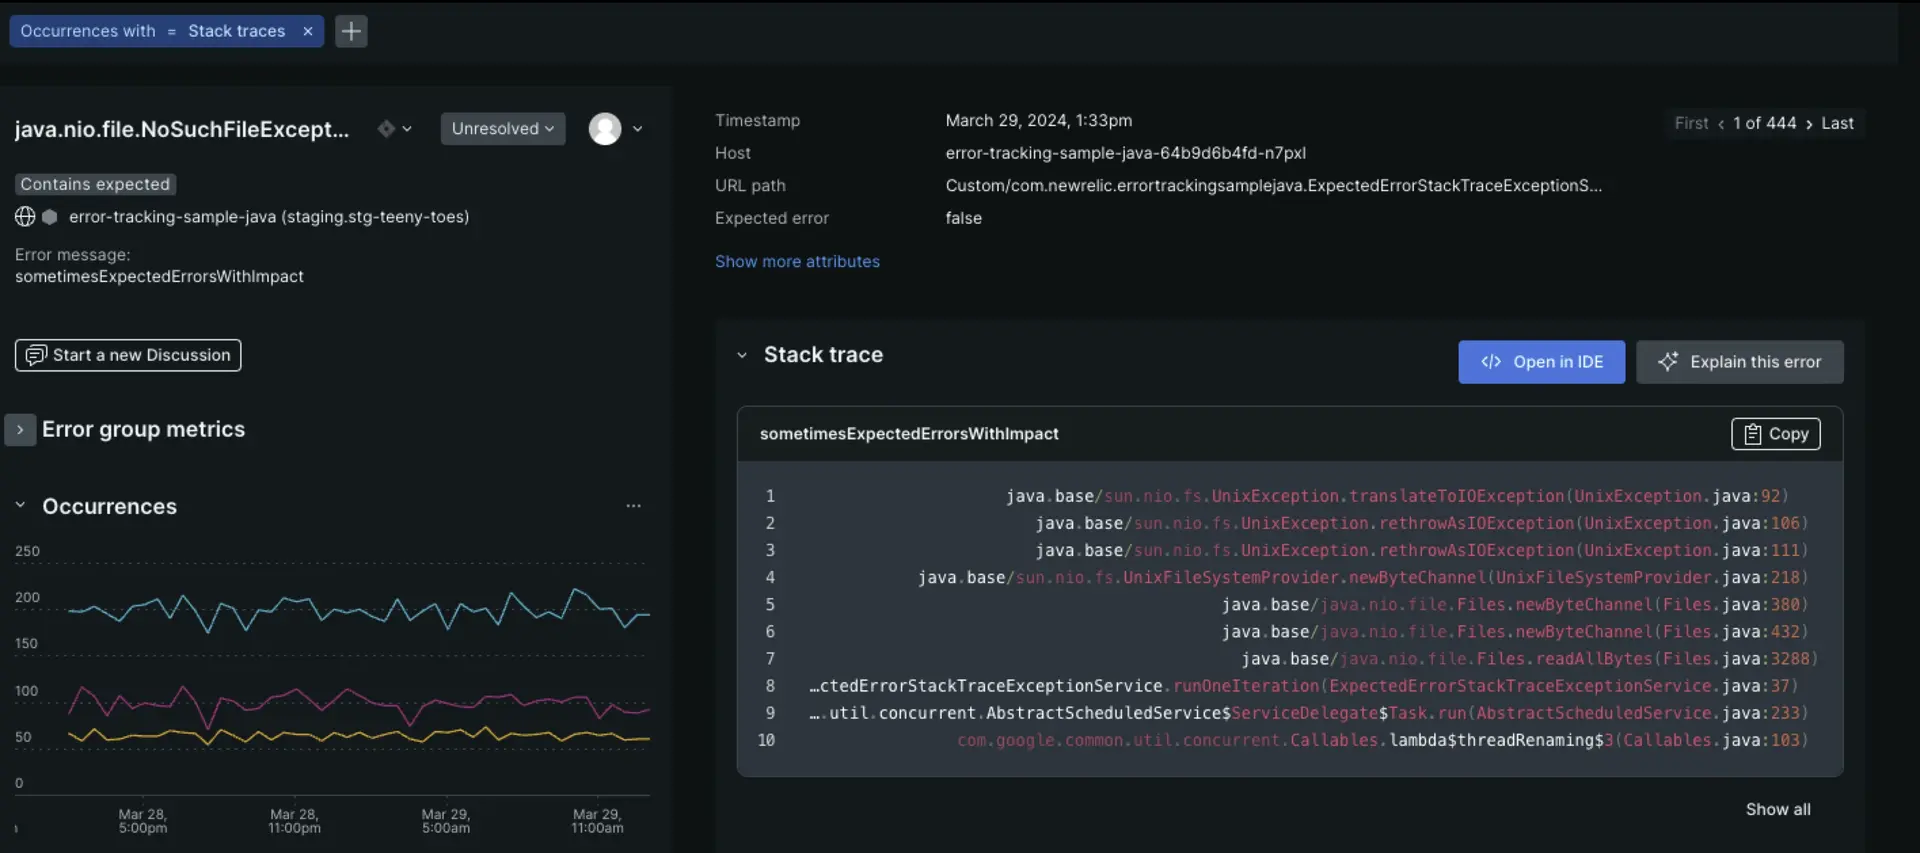 Occurrences with = Stack traces ×
java.nio.file.NoSuchFileExcept...
Unresolved
Contains expected
error-tracking-sample-java (staging.stg-teeny-toes)
Error message:
sometimesExpectedErrorsWithImpact
Start a new Discussion
Error group metrics
Occurrences
...
250
200
150
100
50
0
Mar 28,
5:00pm
Mar 28,
11:00pm
Mar 29,
5:00am
Mar 29,
11:00am
Timestamp March 29, 2024, 1:33pm
Host error-tracking-sample-java-64b9d6b4fd-n7pxl
URL path Custom/com.newrelic.errortrackingsamplejava.ExpectedErrorStackTraceExceptionS...
Expected error false
First ‹ 1 of 444 › Last
Show more attributes
Stack trace
</> Open in IDE
Explain this error
sometimesExpectedErrorsWithImpact
Copy
1 java.base/sun.nio.fs.UnixException.translateToIOException(UnixException.java:92)
2 java.base/sun.nio.fs.UnixException.rethrowAsIOException(UnixException.java:106)
3 java.base/sun.nio.fs.UnixException.rethrowAsIOException(UnixException.java:111)
4 java.base/sun.nio.fs.UnixFileSystemProvider.newByteChannel(UnixFileSystemProvider.java:218)
5 java.base/java.nio.file.Files.newByteChannel(Files.java:380)
6 java.base/java.nio.file.Files.newByteChannel(Files.java:432)
7 java.base/java.nio.file.Files.readAllBytes(Files.java:3288)
8 …ctedErrorStackTraceExceptionService.runOneIteration(ExpectedErrorStackTraceExceptionService.java:37)
9 ….util.concurrent.AbstractScheduledService$ServiceDelegate$Task.run(AbstractScheduledService.java:233)
10 com.google.common.util.concurrent.Callables.lambda$threadRenaming$3(Callables.java:103)
Show all